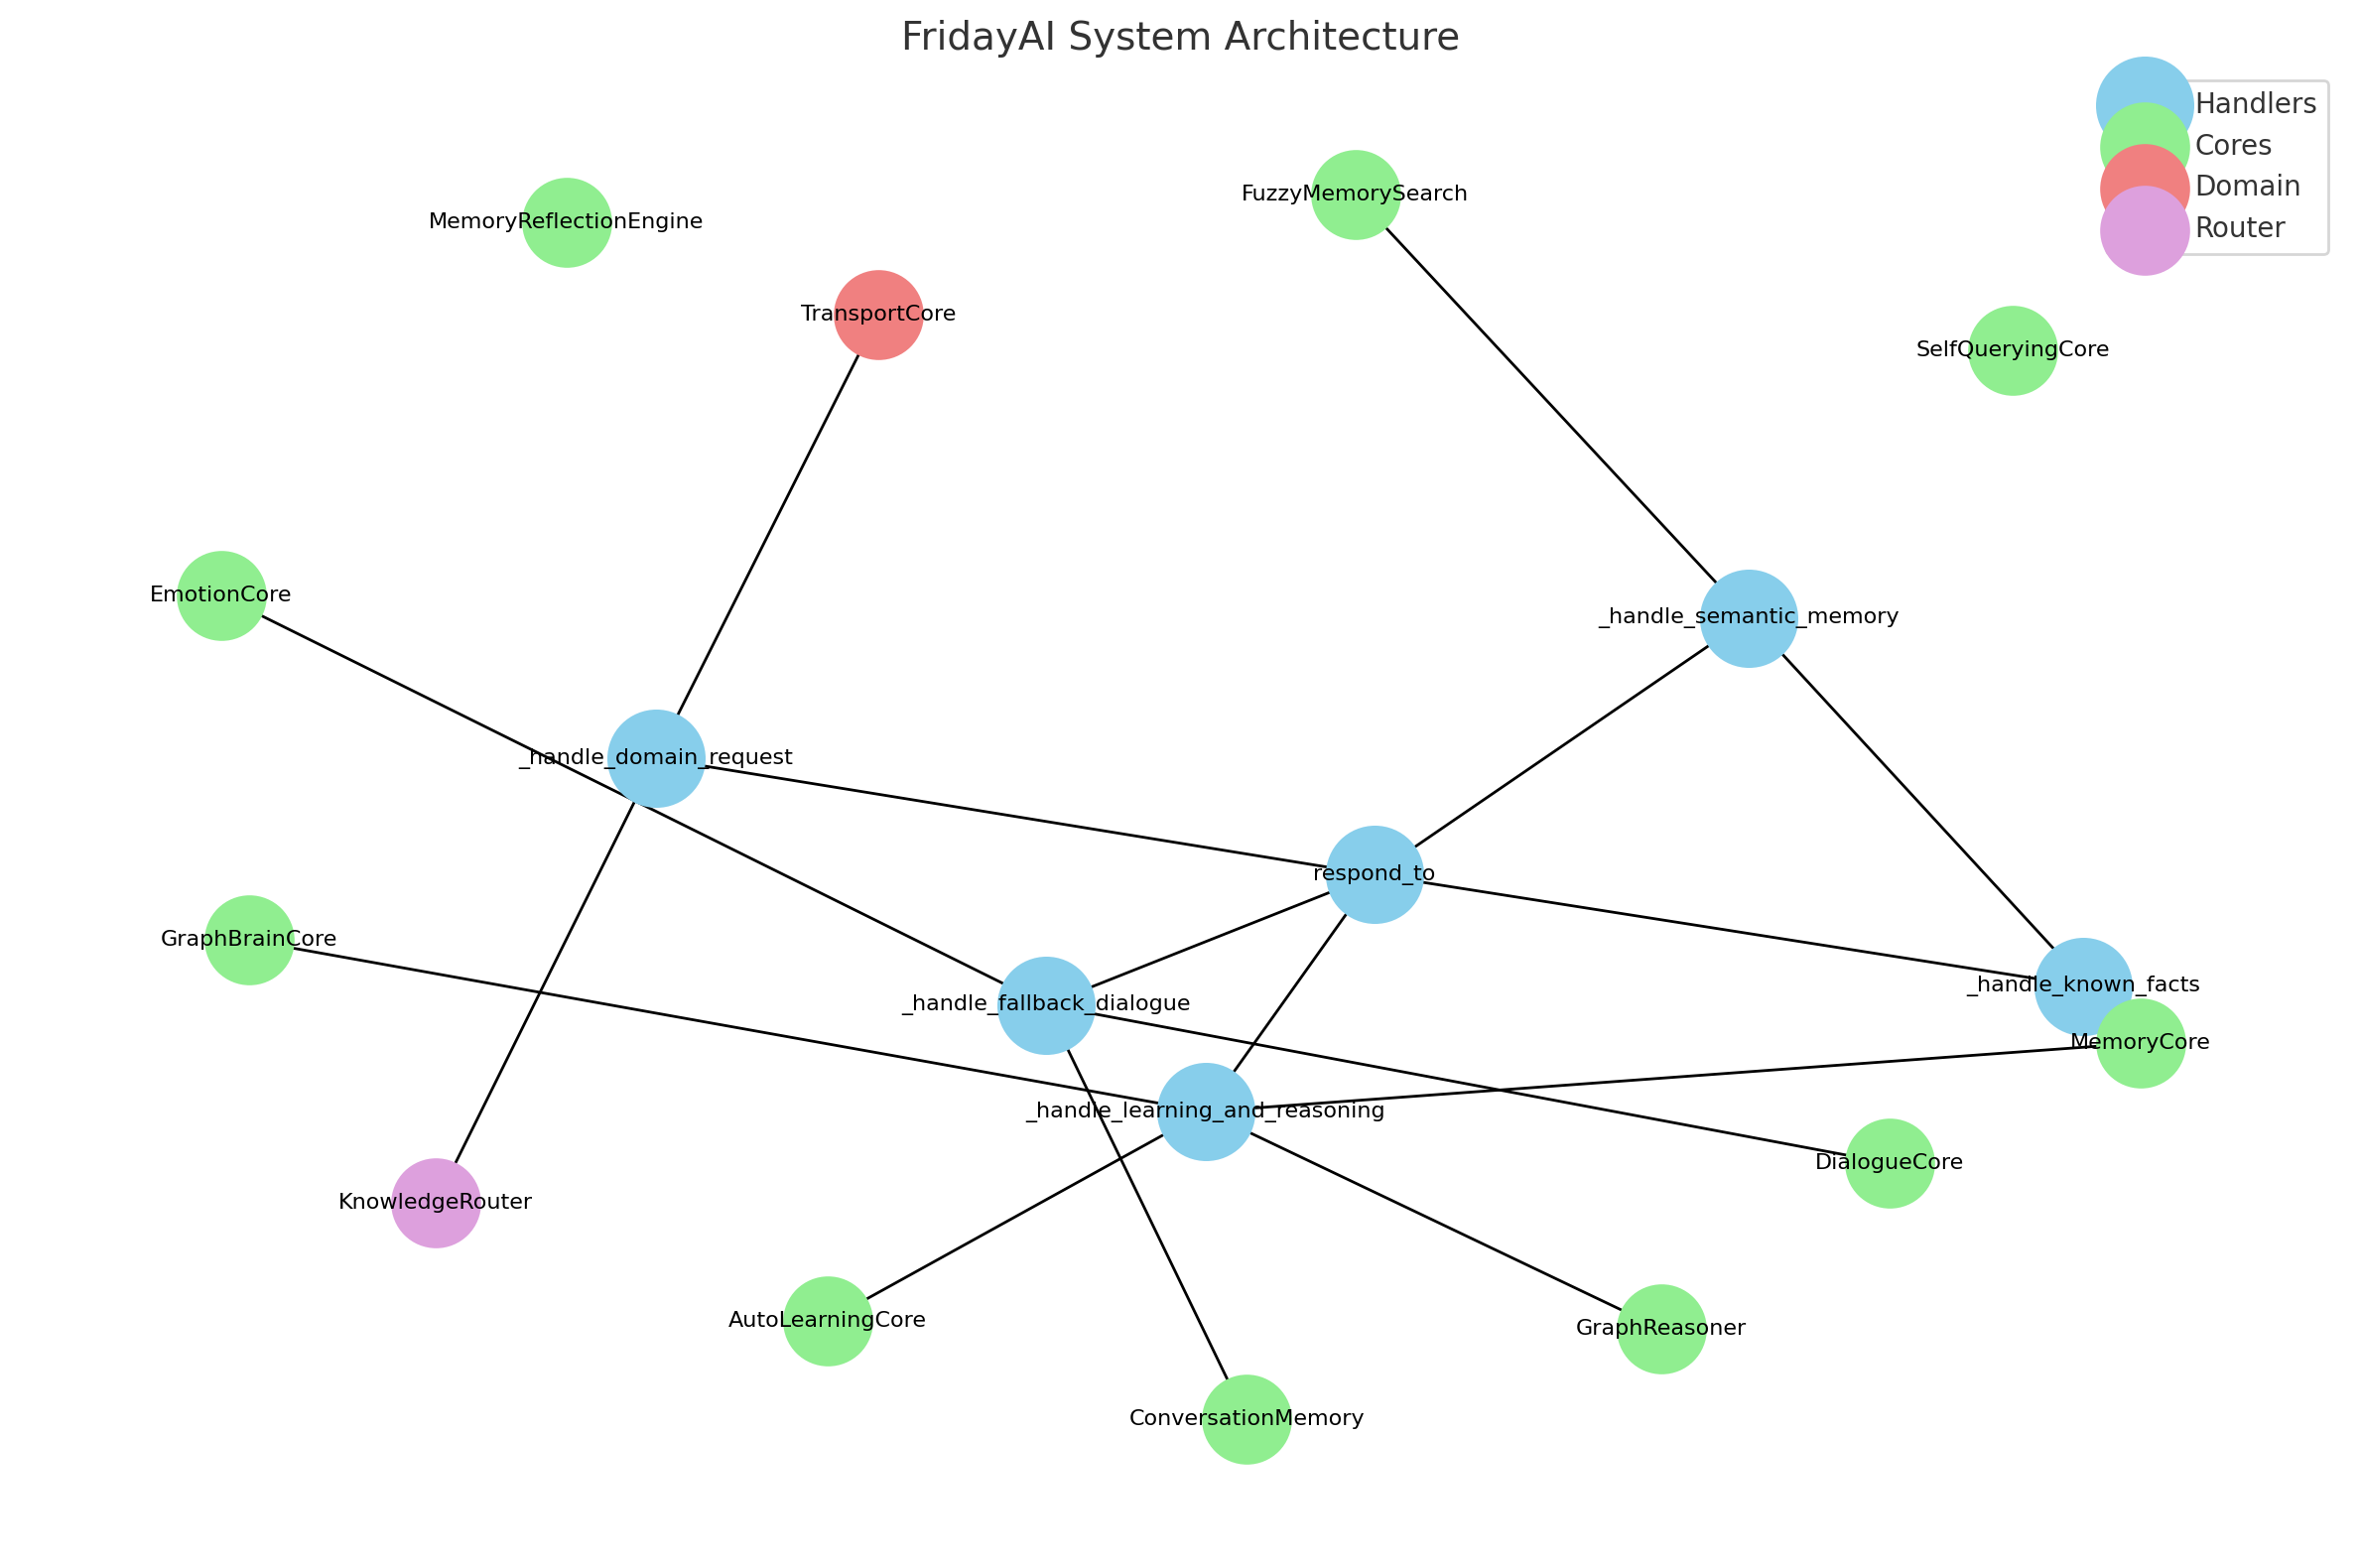 FridayAI System Architecture
Handlers
Cores
Domain
Router
FuzzyMemorySearch
MemoryReflectionEngine
TransportCore
SelfQueryingCore
EmotionCore
_handle_semantic_memory
_handle_domain_request
respond_to
GraphBrainCore
_handle_known_facts
_handle_fallback_dialogue
MemoryCore
_handle_learning_and_reasoning
DialogueCore
KnowledgeRouter
AutoLearningCore
GraphReasoner
ConversationMemory